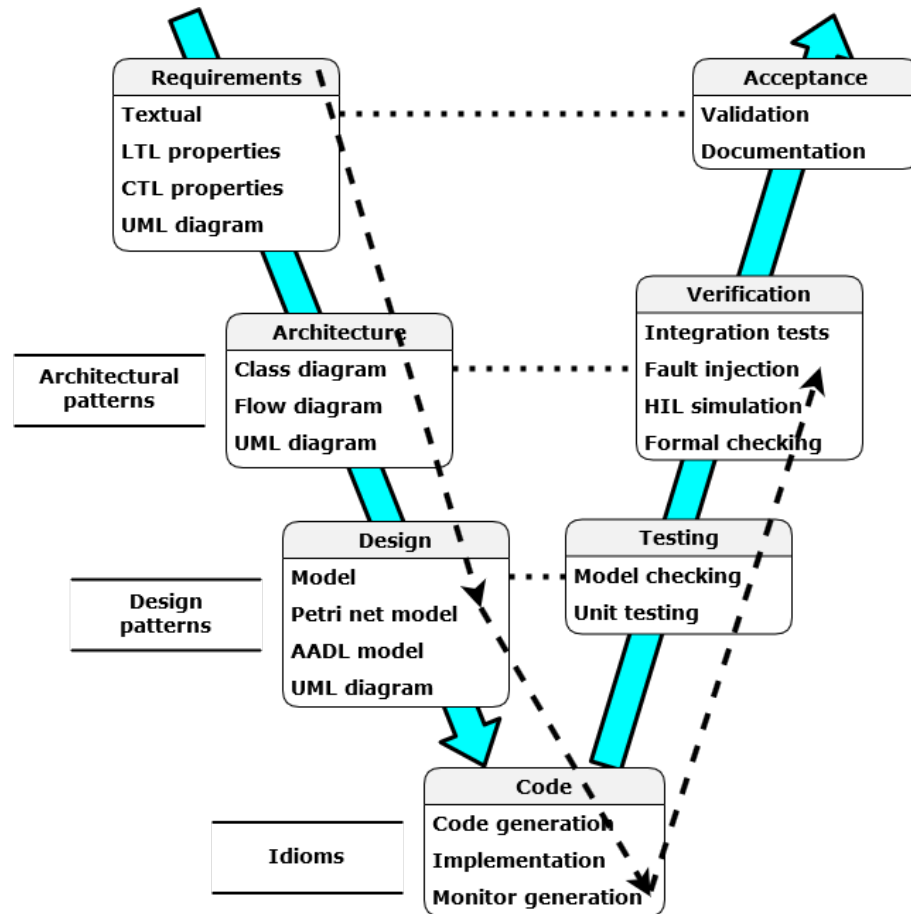 Requirements
Textual
LTL properties
CTL properties
UML diagram
Acceptance
Validation
Documentation
Architectural
patterns
Architecture
Class diagram
Flow diagram
UML diagram
Verification
Integration tests
Fault injection
HIL simulation
Formal checking
Design
patterns
Design
Model
Petri net model
AADL model
UML diagram
Testing
Model checking
Unit testing
Idioms
Code
Code generation
Implementation
Monitor generation